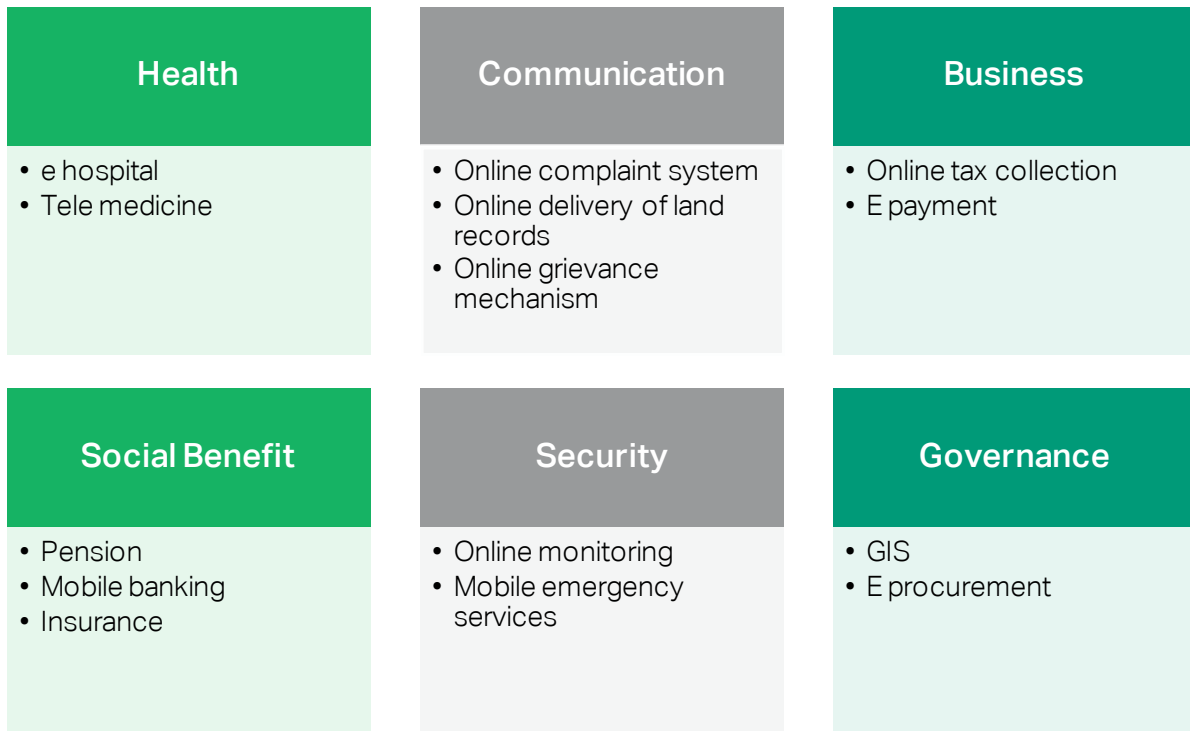 Health
• e hospital
• Tele medicine
Communication
• Online complaint system
• Online delivery of land
records
• Online grievance
mechanism
Business
• Online tax collection
• E payment
Social Benefit
• Pension
• Mobile banking
• Insurance
Security
• Online monitoring
• Mobile emergency
services
Governance
• GIS
• E procurement